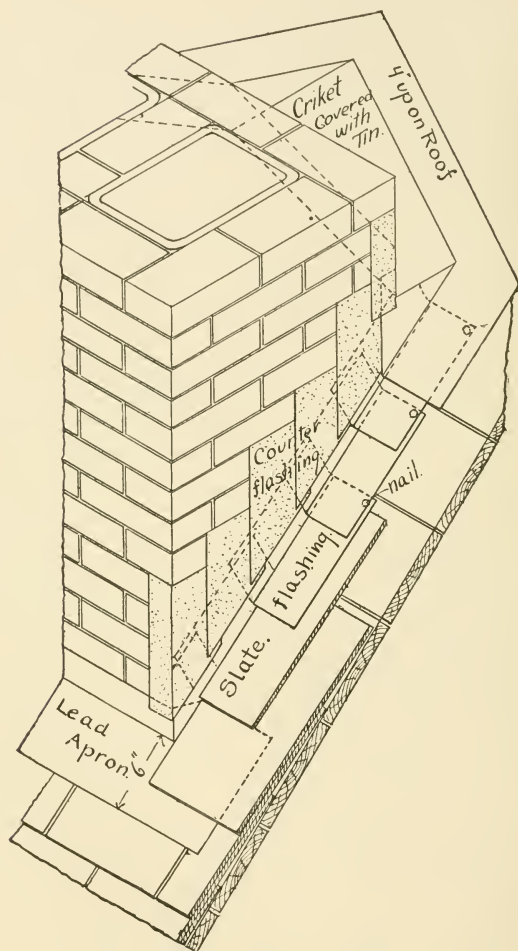 Criket
Covered
with
Tin.
4" upon Roof
Counter
flashing
nail.
flashing
Slate.
Lead
Apron.
6"